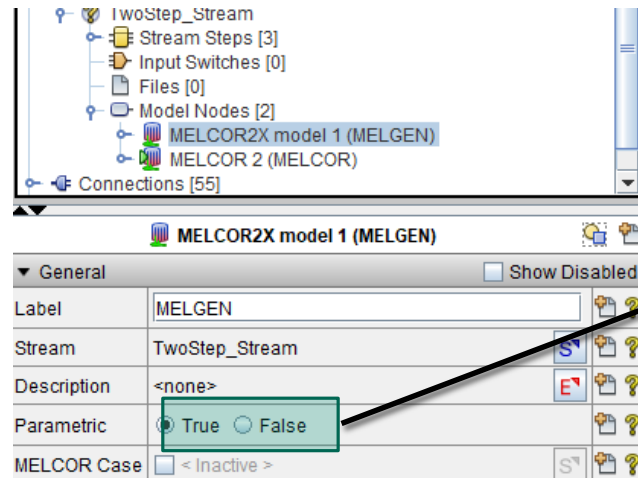 TwoStep_Stream
Stream Steps [3]
Input Switches [0]
Files [0]
Model Nodes [2]
MELCOR2X model 1 (MELGEN)
MELCOR 2 (MELCOR)
Connections [55]
MELCOR2X model 1 (MELGEN)
General Show Disabled
Label MELGEN
Stream TwoStep_Stream S
Description <none> E
Parametric True False
MELCOR Case < Inactive > S